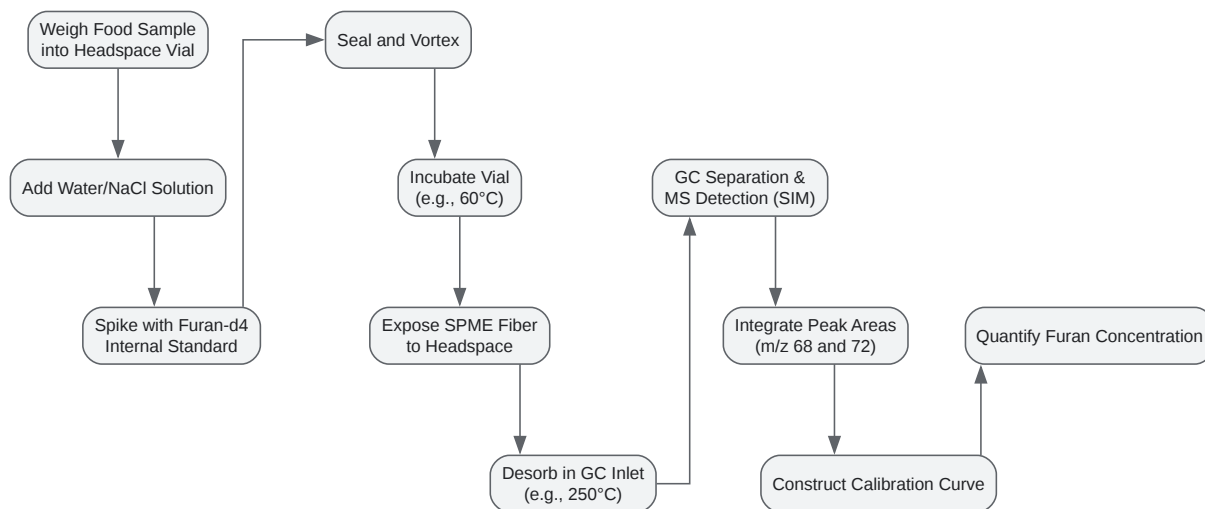 Weigh Food Sample
into Headspace Vial
Add Water/NaCl Solution
Spike with Furan-d4
Internal Standard
Seal and Vortex
Incubate Vial
(e.g., 60°C)
Expose SPME Fiber
to Headspace
Desorb in GC Inlet
(e.g., 250°C)
GC Separation &
MS Detection (SIM)
Integrate Peak Areas
(m/z 68 and 72)
Construct Calibration Curve
Quantify Furan Concentration